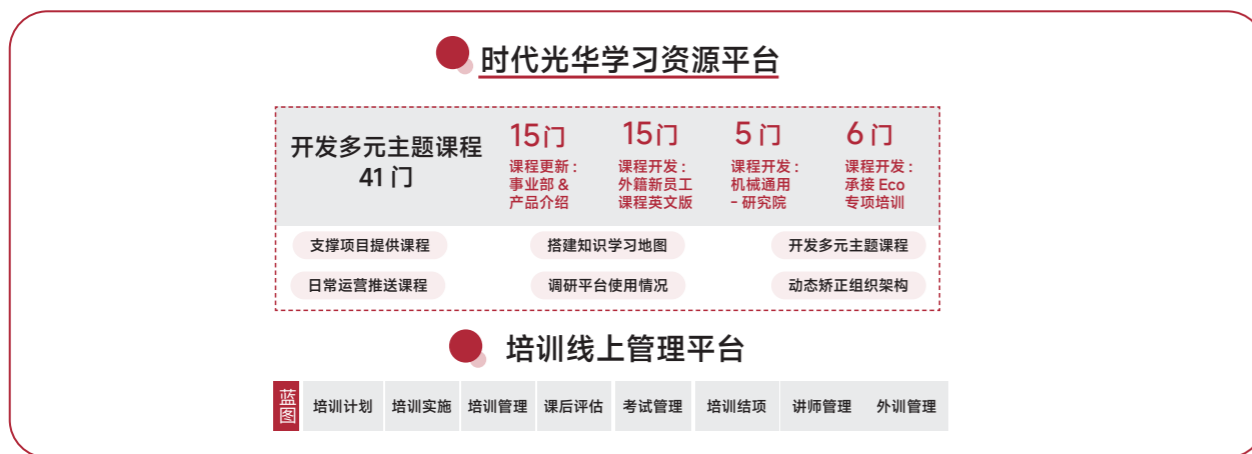 时代光华学习资源平台
开发多元主题课程
41 门
15门
课程更新：
事业部 &
产品介绍
15门
课程开发：
外籍新员工
课程英文版
5 门
课程开发：
机械通用
- 研究院
6 门
课程开发：
承接 Eco
专项培训
支撑项目提供课程
搭建知识学习地图
开发多元主题课程
日常运营推送课程
调研平台使用情况
动态矫正组织架构
培训线上管理平台
蓝图
培训计划
培训实施
培训管理
课后评估
考试管理
培训结项
讲师管理
外训管理